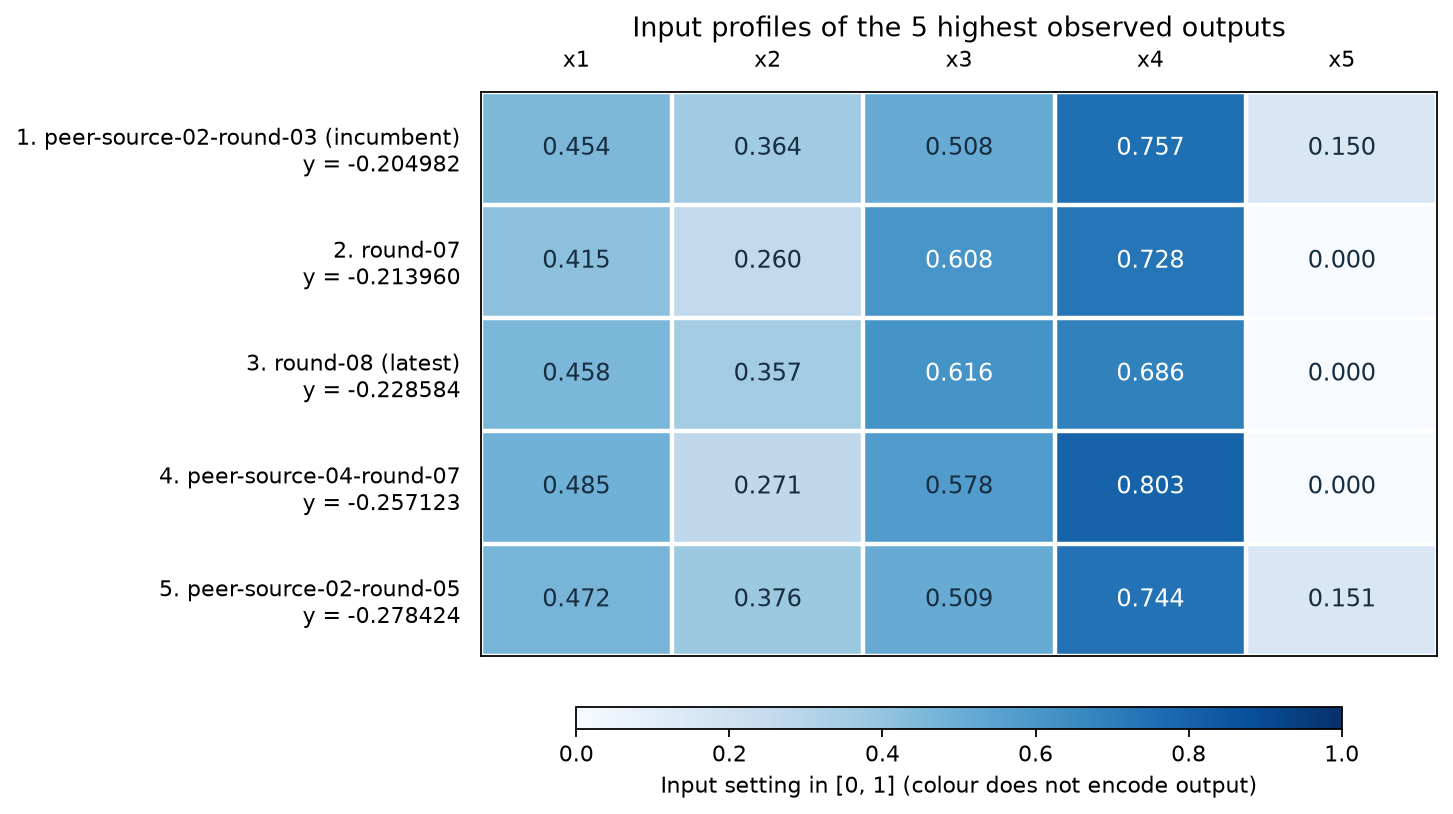 Input profiles of the 5 highest observed outputs
x1 x2 x3 x4 x5
1. peer-source-02-round-03 (incumbent)
y = -0.204982
0.454 0.364 0.508 0.757 0.150
2. round-07
y = -0.213960
0.415 0.260 0.608 0.728 0.000
3. round-08 (latest)
y = -0.228584
0.458 0.357 0.616 0.686 0.000
4. peer-source-04-round-07
y = -0.257123
0.485 0.271 0.578 0.803 0.000
5. peer-source-02-round-05
y = -0.278424
0.472 0.376 0.509 0.744 0.151
0.0 0.2 0.4 0.6 0.8 1.0
Input setting in [0, 1] (colour does not encode output)